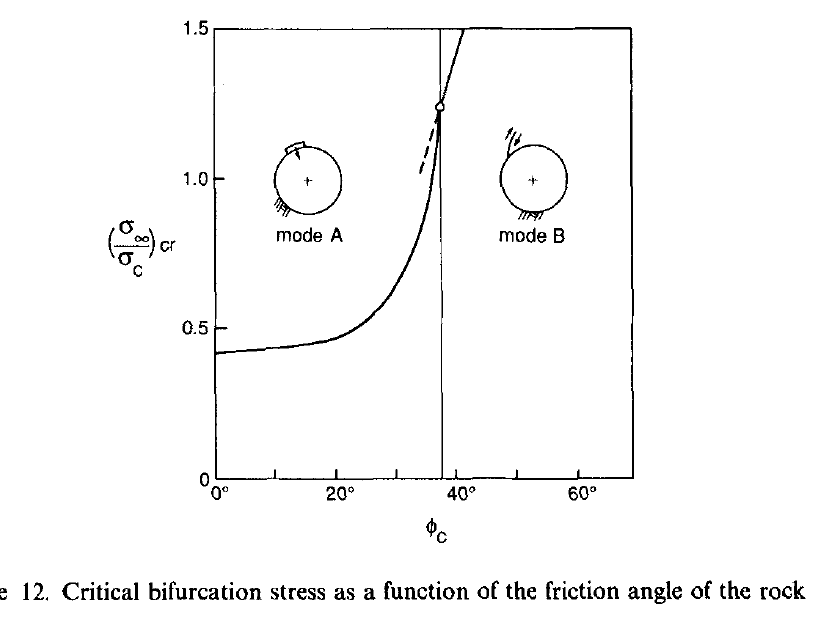 1.5
1.0
mode A
mode B
(σ∞/σC) cr
0.5
0
0° 20° 40° 60°
ϕC
e 12. Critical bifurcation stress as a function of the friction angle of the rock